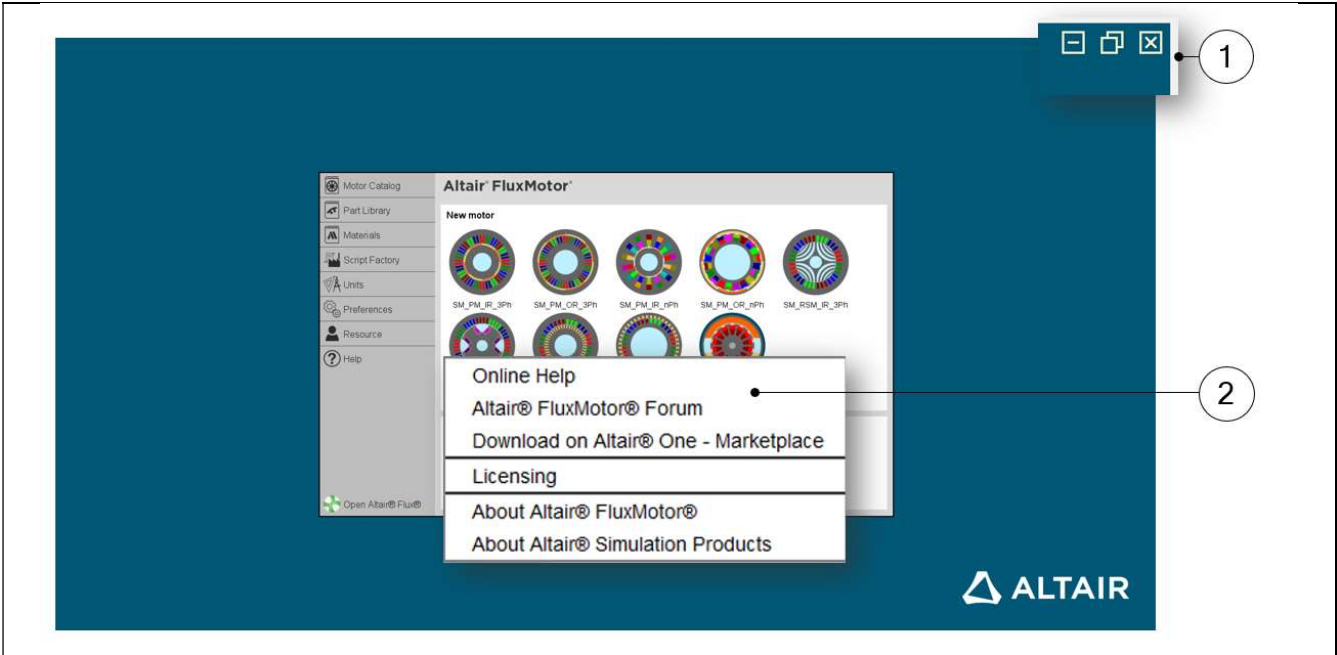 1
Motor Catalog
Part Library
Materials
Script Factory
Units
Preferences
Resource
Help
Open Altair® Flux®
Altair® FluxMotor®
New motor
SM_PM_IR_3Ph SM_PM_OR_3Ph SM_PM_IR_nPh SM_PM_OR_nPh SM_RSM_IR_3Ph
Online Help
Altair® FluxMotor® Forum
Download on Altair® One - Marketplace
Licensing
About Altair® FluxMotor®
About Altair® Simulation Products
2
ALTAIR